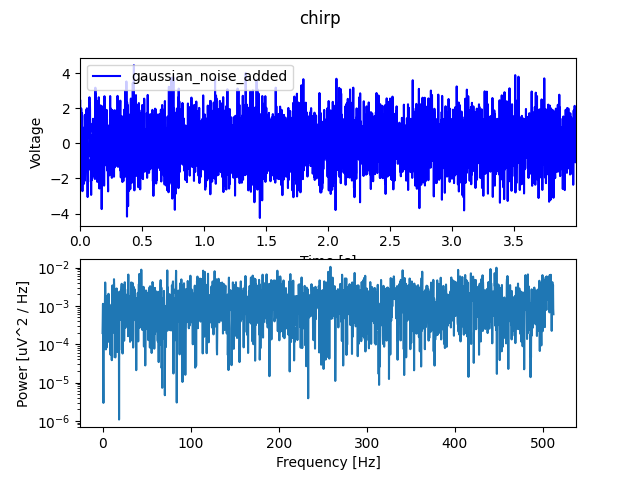 chirp
gaussian_noise_added
Voltage
4
2
0
−2
−4
0.0 0.5 1.0 1.5 2.0 2.5 3.0 3.5
Time [s]
Power [uV^2 / Hz]
10^−2
10^−3
10^−4
10^−5
10^−6
0 100 200 300 400 500
Frequency [Hz]